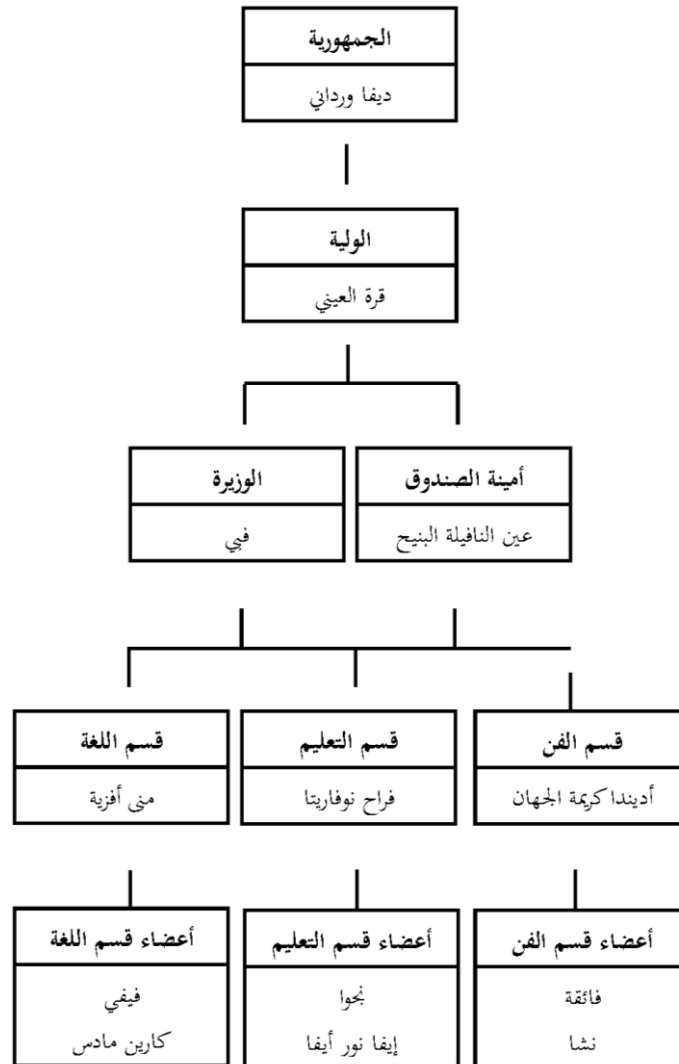 الجمهورية
ديفا ورداني
الولية
قرة العيني
أمينة الصندوق
عين النافيلة البنيح
الوزيرة
فبي
قسم الفن
أديندا كريمة الجهان
قسم التعليم
فراح نوفاريتا
قسم اللغة
منى أفزية
أعضاء قسم الفن
فائقة
نشا
أعضاء قسم التعليم
نجوا
إيفا نور أيفا
أعضاء قسم اللغة
فيفي
كارين مادس